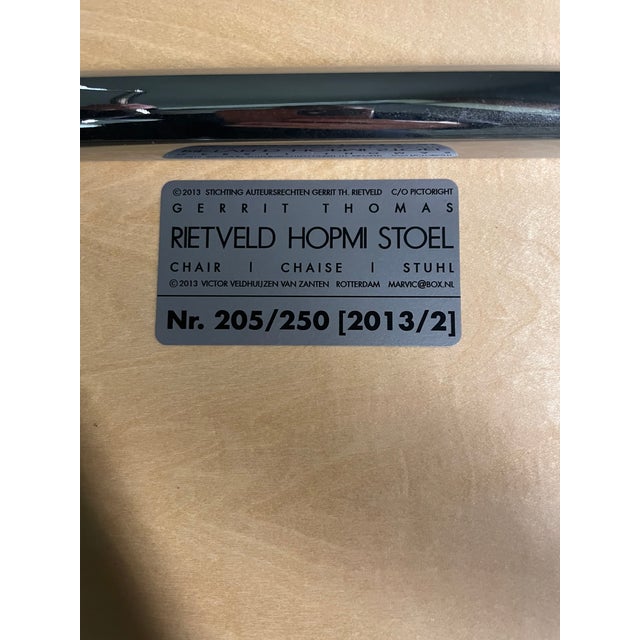 ©2013 STICHTING AUTEURSRECHTEN GERRIT TH. RIETVELD C/O PICTORIGHT
GERRIT THOMAS
RIETVELD HOPMI STOEL
CHAIR | CHAISE | STUHL
©2013 VICTOR VELDHUIJZEN VAN ZANTEN ROTTERDAM MARVIC@BOX.NL
Nr. 205/250 [2013/2]